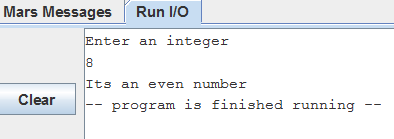 Mars Messages Run I/O
Enter an integer
8
Its an even number
-- program is finished running --
Clear